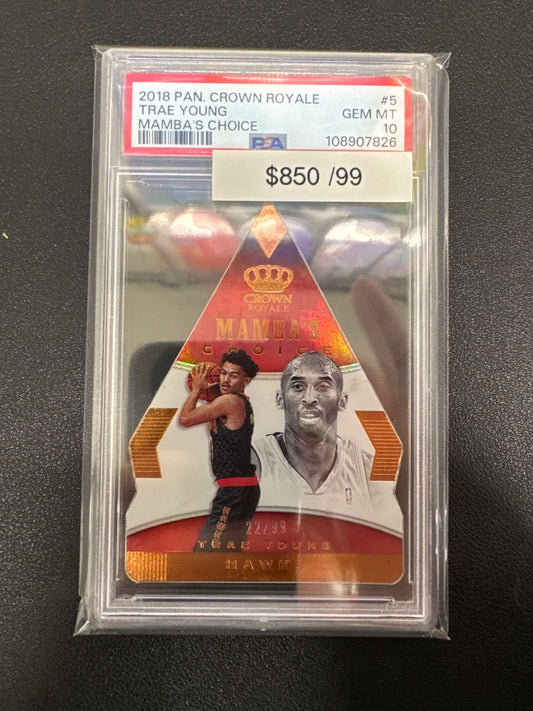 2018 PAN. CROWN ROYALE #5
TRAE YOUNG GEM MT
MAMBA'S CHOICE 10
PSA 108907826
$850 /99
CROWN
ROYALE
MAMBA'S
CHOICE
HAWKS
22/99
TRAE YOUNG
HAWKS